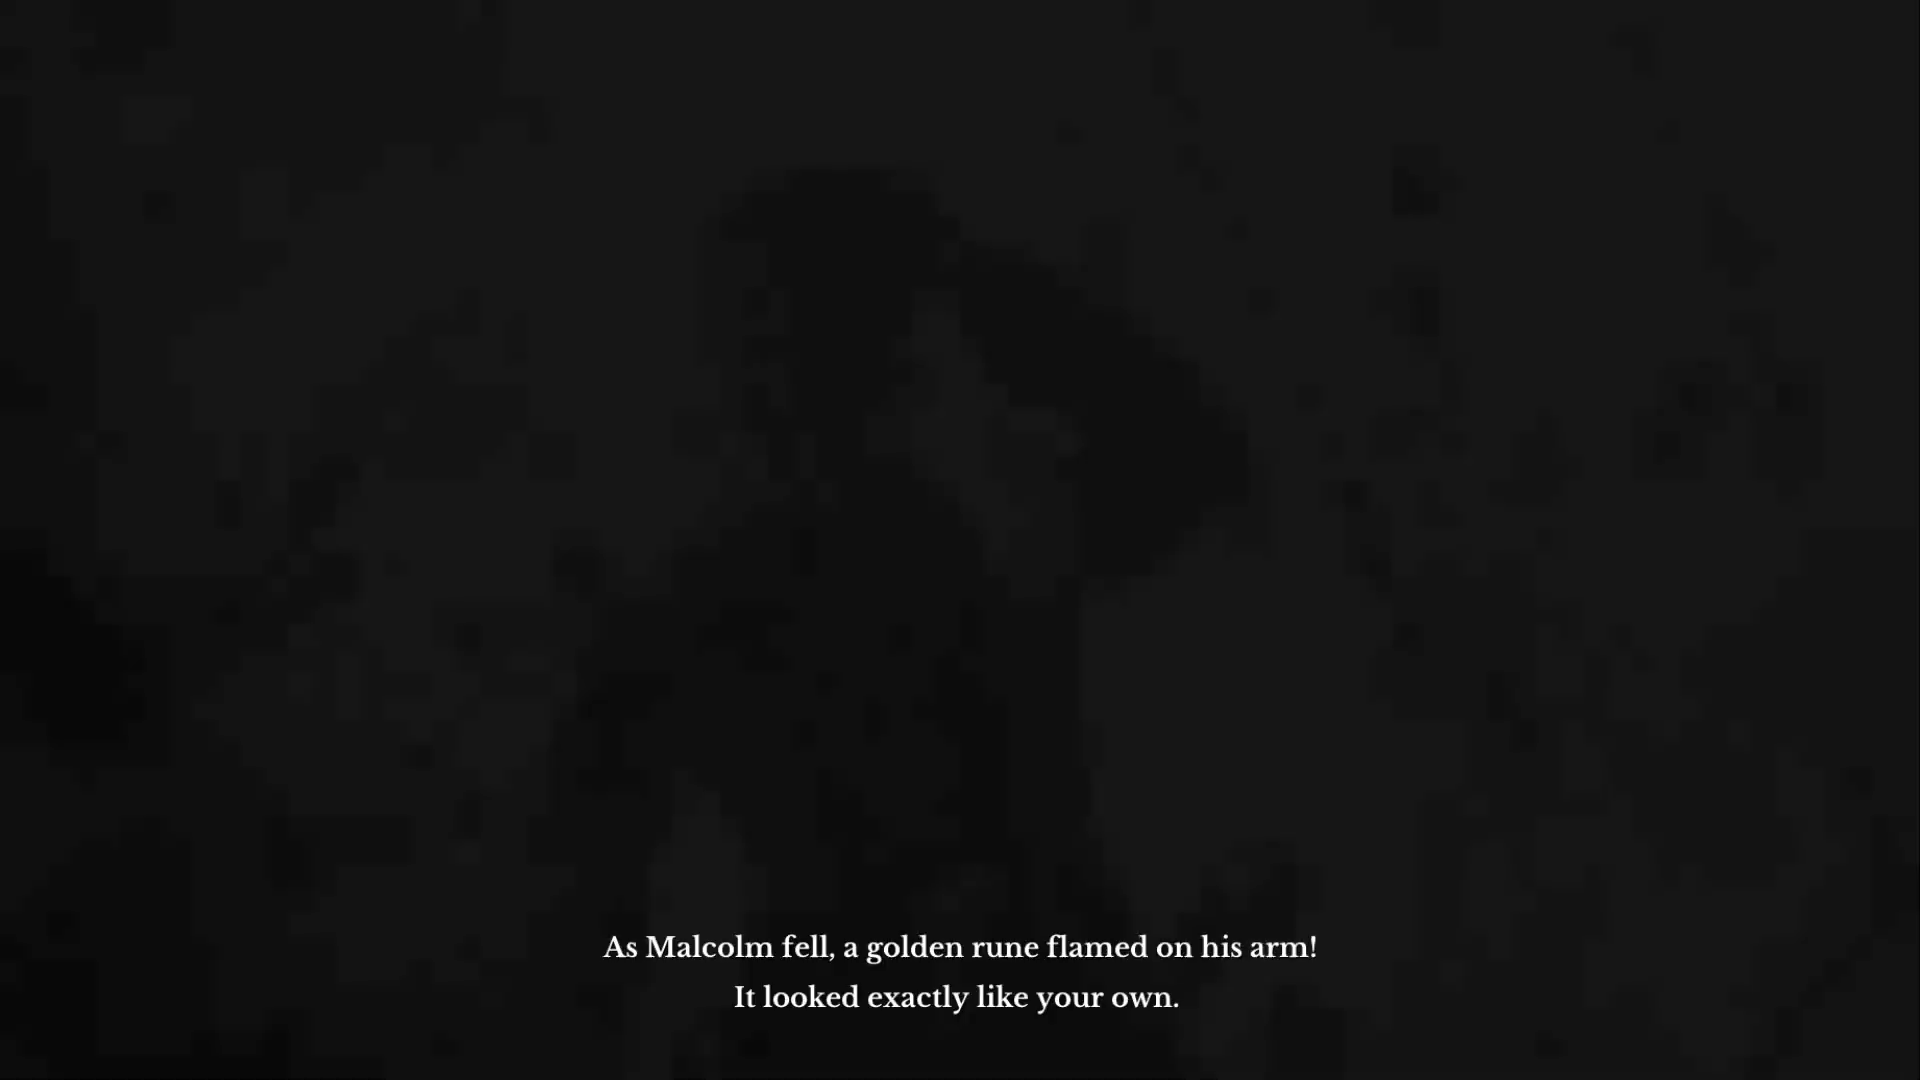 As Malcolm fell, a golden rune flamed on his arm!
It looked exactly like your own.